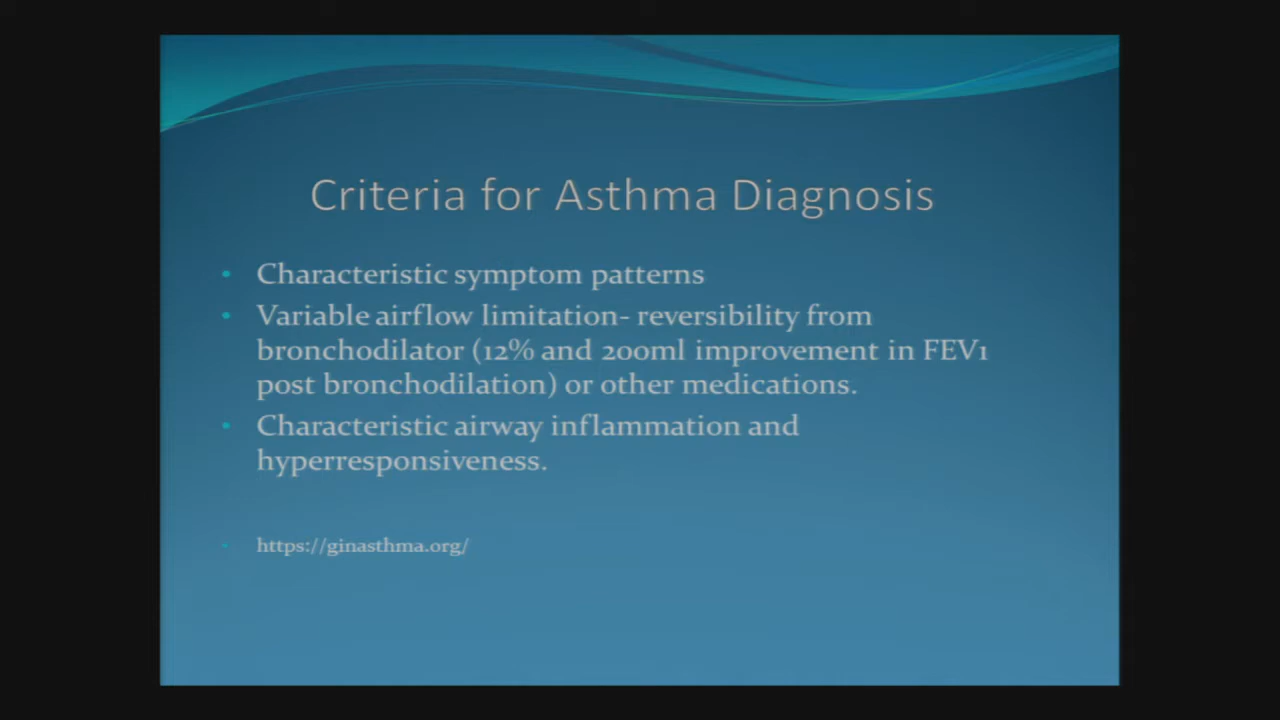 Criteria for Asthma Diagnosis
• Characteristic symptom patterns
• Variable airflow limitation- reversibility from
bronchodilator (12% and 200ml improvement in FEV1
post bronchodilation) or other medications.
• Characteristic airway inflammation and
hyperresponsiveness.
• https://ginasthma.org/